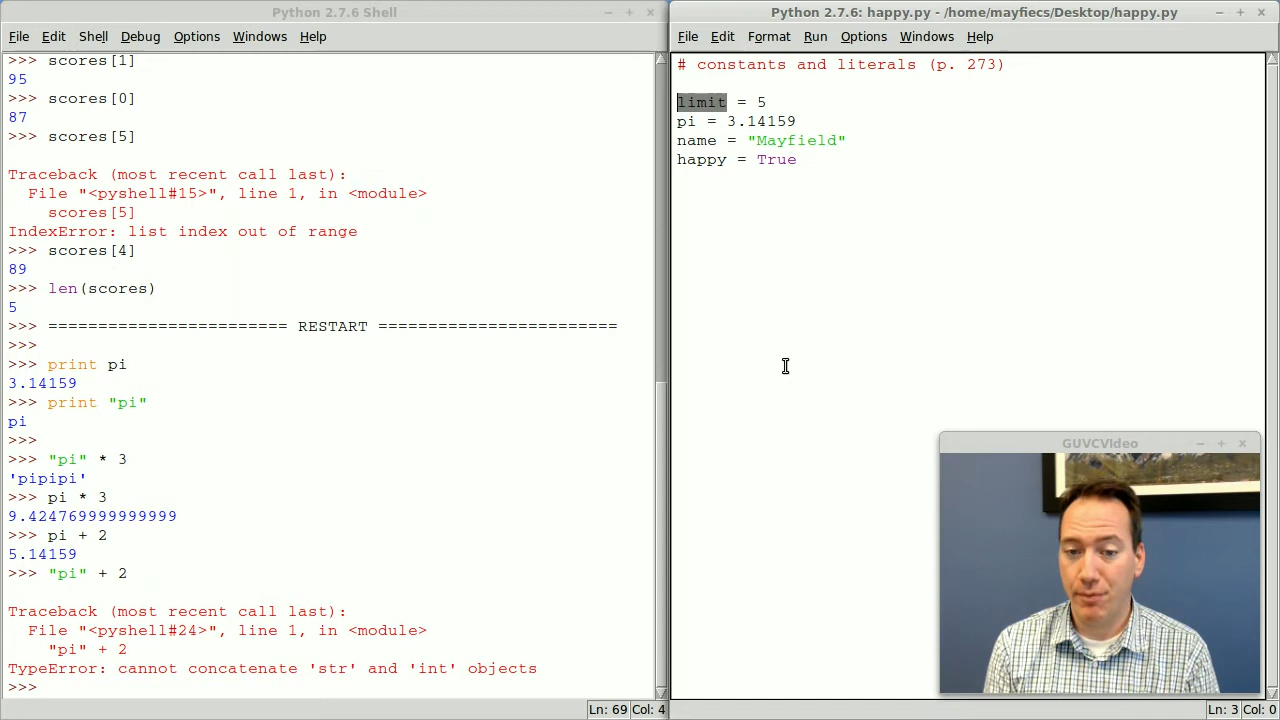 Python 2.7.6 Shell
File Edit Shell Debug Options Windows Help
>>> scores[1]
95
>>> scores[0]
87
>>> scores[5]
Traceback (most recent call last):
File "<pyshell#15>", line 1, in <module>
scores[5]
IndexError: list index out of range
>>> scores[4]
89
>>> len(scores)
5
>>> ======================== RESTART ========================
>>>
>>> print pi
3.14159
>>> print "pi"
pi
>>>
>>> "pi" * 3
'pipipi'
>>> pi * 3
9.424769999999999
>>> pi + 2
5.14159
>>> "pi" + 2
Traceback (most recent call last):
File "<pyshell#24>", line 1, in <module>
"pi" + 2
TypeError: cannot concatenate 'str' and 'int' objects
>>>
Ln: 69 Col: 4
Python 2.7.6: happy.py - /home/mayfiecs/Desktop/happy.py
File Edit Format Run Options Windows Help
# constants and literals (p. 273)
limit = 5
pi = 3.14159
name = "Mayfield"
happy = True
GUVCVIdeo
Ln: 3 Col: 0